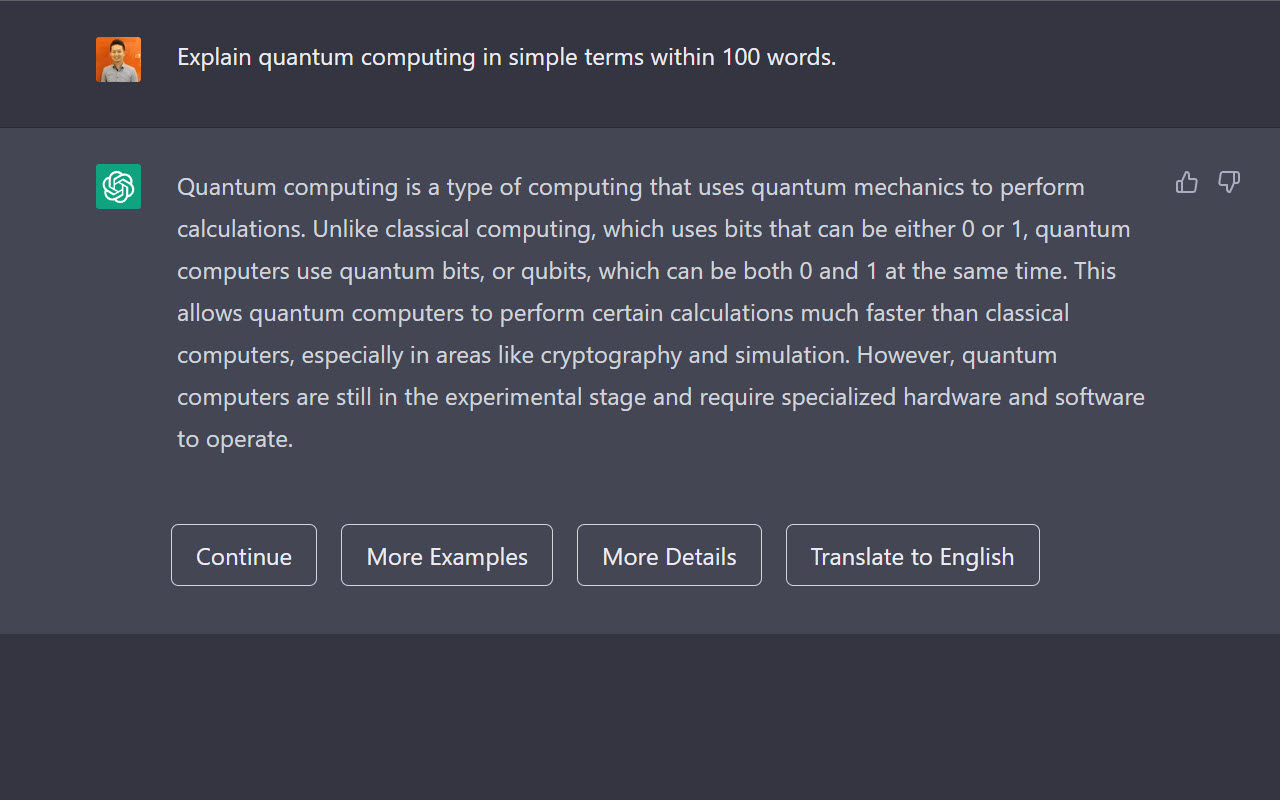 Explain quantum computing in simple terms within 100 words.
Quantum computing is a type of computing that uses quantum mechanics to perform
calculations. Unlike classical computing, which uses bits that can be either 0 or 1, quantum
computers use quantum bits, or qubits, which can be both 0 and 1 at the same time. This
allows quantum computers to perform certain calculations much faster than classical
computers, especially in areas like cryptography and simulation. However, quantum
computers are still in the experimental stage and require specialized hardware and software
to operate.
Continue More Examples More Details Translate to English